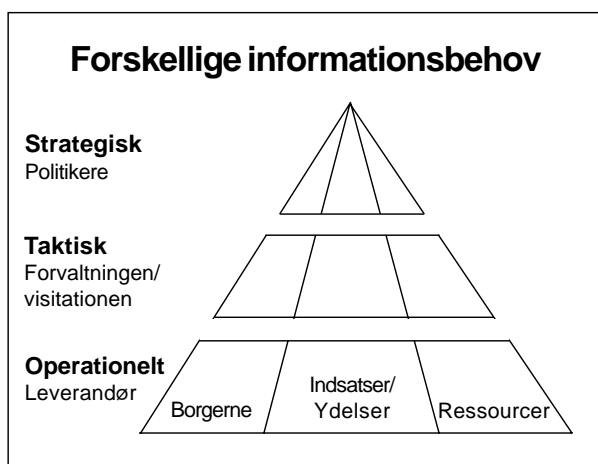 Forskellige informationsbehov
Strategisk
Politikere
Taktisk
Forvaltningen/
visitationen
Operationelt
Leverandør
Borgerne
Indsatser/
Ydelser
Ressourcer